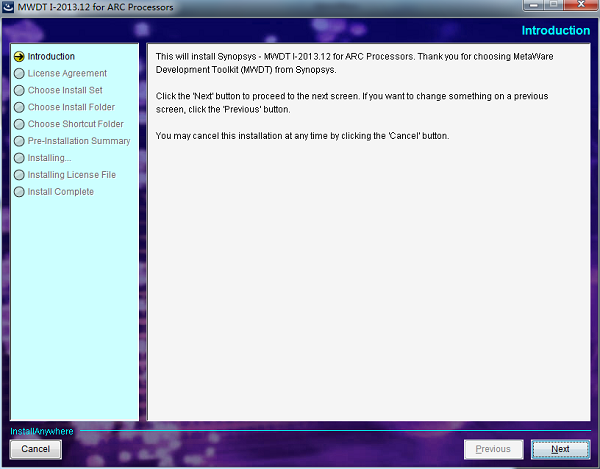 MWDT I-2013.12 for ARC Processors
Introduction
Introduction
License Agreement
Choose Install Set
Choose Install Folder
Choose Shortcut Folder
Pre-Installation Summary
Installing...
Installing License File
Install Complete
This will install Synopsys - MWDT I-2013.12 for ARC Processors. Thank you for choosing MetaWare
Development Toolkit (MWDT) from Synopsys.
Click the 'Next' button to proceed to the next screen. If you want to change something on a previous
screen, click the 'Previous' button.
You may cancel this installation at any time by clicking the 'Cancel' button.
InstallAnywhere
Cancel
Previous
Next